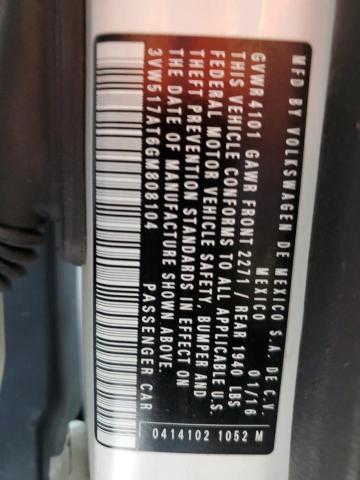 MFD BY VOLKSWAGEN DE MEXICO S.A. DE C.V.
MEXICO 01/16
GVWR 4101 GAWR FRONT 2271 / REAR 1940 LBS
THIS VEHICLE CONFORMS TO ALL APPLICABLE U.S.
FEDERAL MOTOR VEHICLE SAFETY, BUMPER AND
THEFT PREVENTION STANDARDS IN EFFECT ON
THE DATE OF MANUFACTURE SHOWN ABOVE.
3VW517AT6GM808104 PASSENGER CAR
0414102 1052 M